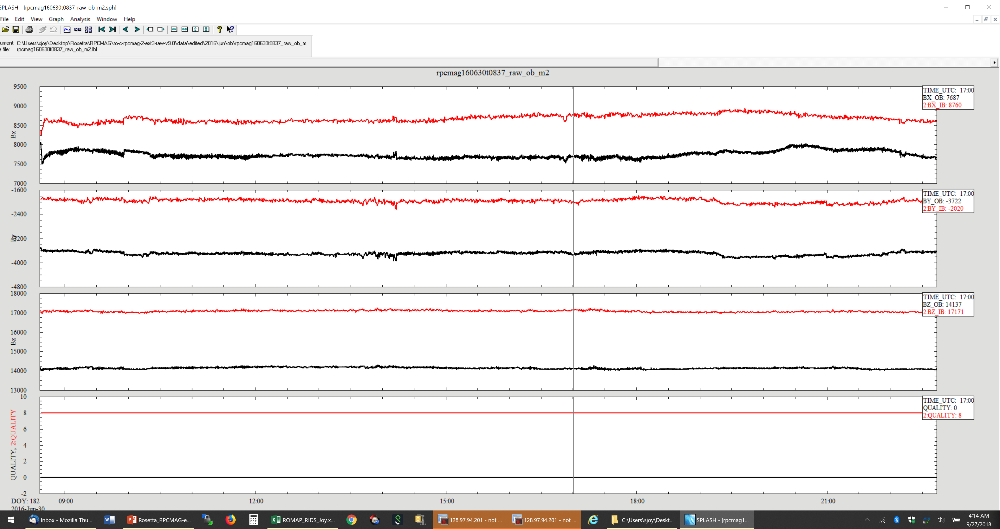 SPLASH - [rpcmag160630t0837_raw_ob_m2.sph]
File Edit View Graph Analysis Window Help
ument: C:\Users\sjoy\Desktop\Rosetta\RPCMAG\ro-c-rpcmag-2-ext3-raw-v9.0\data\edited\2016\jun\ob\rpcmag160630t0837_raw_ob_m
a file: rpcmag160630t0837_raw_ob_m2.lbl
rpcmag160630t0837_raw_ob_m2
9500
9000
8500
8000
7500
7000
Bx
TIME_UTC: 17:00
BX_OB: 7687
2:BX_IB: 8760
-1600
-2400
-3200
-4000
-4800
By
TIME_UTC: 17:00
BY_OB: -3722
2:BY_IB: -2020
18000
17000
16000
15000
14000
13000
Bz
TIME_UTC: 17:00
BZ_OB: 14137
2:BZ_IB: 17171
10
8
6
4
2
0
-2
QUALITY, 2:QUALITY
TIME_UTC: 17:00
QUALITY: 0
2:QUALITY: 8
DOY: 182 09:00 12:00 15:00 18:00 21:00
2016-Jun-30
Inbox - Mozilla Thu... Rosetta_RPCMAG-e... ROMAP_RIDS_Joy.x... 128.97.94.201 - not ... 128.97.94.201 - not ... C:\Users\sjoy\Deskt... SPLASH - [rpcmag1...
4:14 AM
9/27/2018